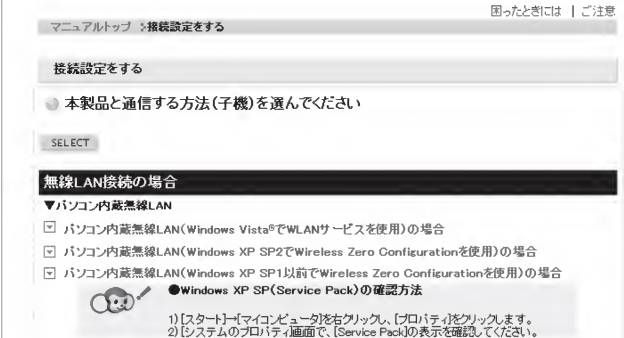 困ったときには | ご注意
マニュアルトップ >接続設定をする
接続設定をする
本製品と通信する方法(子機)を選んでください
SELECT
無線LAN接続の場合
▼パソコン内蔵無線LAN
パソコン内蔵無線LAN(Windows Vista®でWLANサービスを使用)の場合
パソコン内蔵無線LAN(Windows XP SP2でWireless Zero Configurationを使用)の場合
パソコン内蔵無線LAN(Windows XP SP1以前でWireless Zero Configurationを使用)の場合
●Windows XP SP(Service Pack)の確認方法
1) [スタート]→[マイコンピュータ]を右クリックし、[プロパティ]をクリックします。
2) [システムのプロパティ]画面で、[Service Pack]の表示を確認してください。